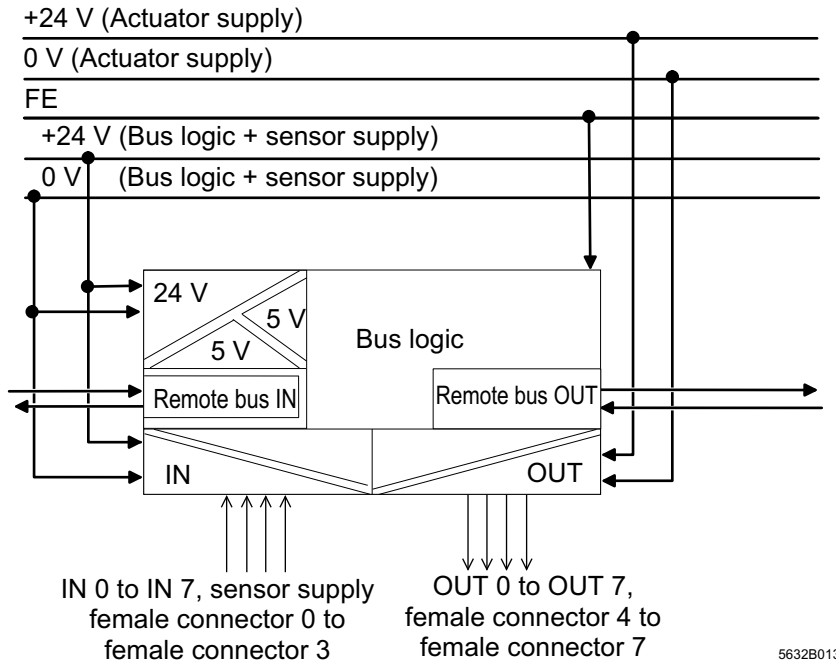 +24 V (Actuator supply)
0 V (Actuator supply)
FE
+24 V (Bus logic + sensor supply)
0 V (Bus logic + sensor supply)
24 V
5 V
5 V
Bus logic
Remote bus IN
Remote bus OUT
IN
OUT
IN 0 to IN 7, sensor supply
female connector 0 to
female connector 3
OUT 0 to OUT 7,
female connector 4 to
female connector 7
5632B013